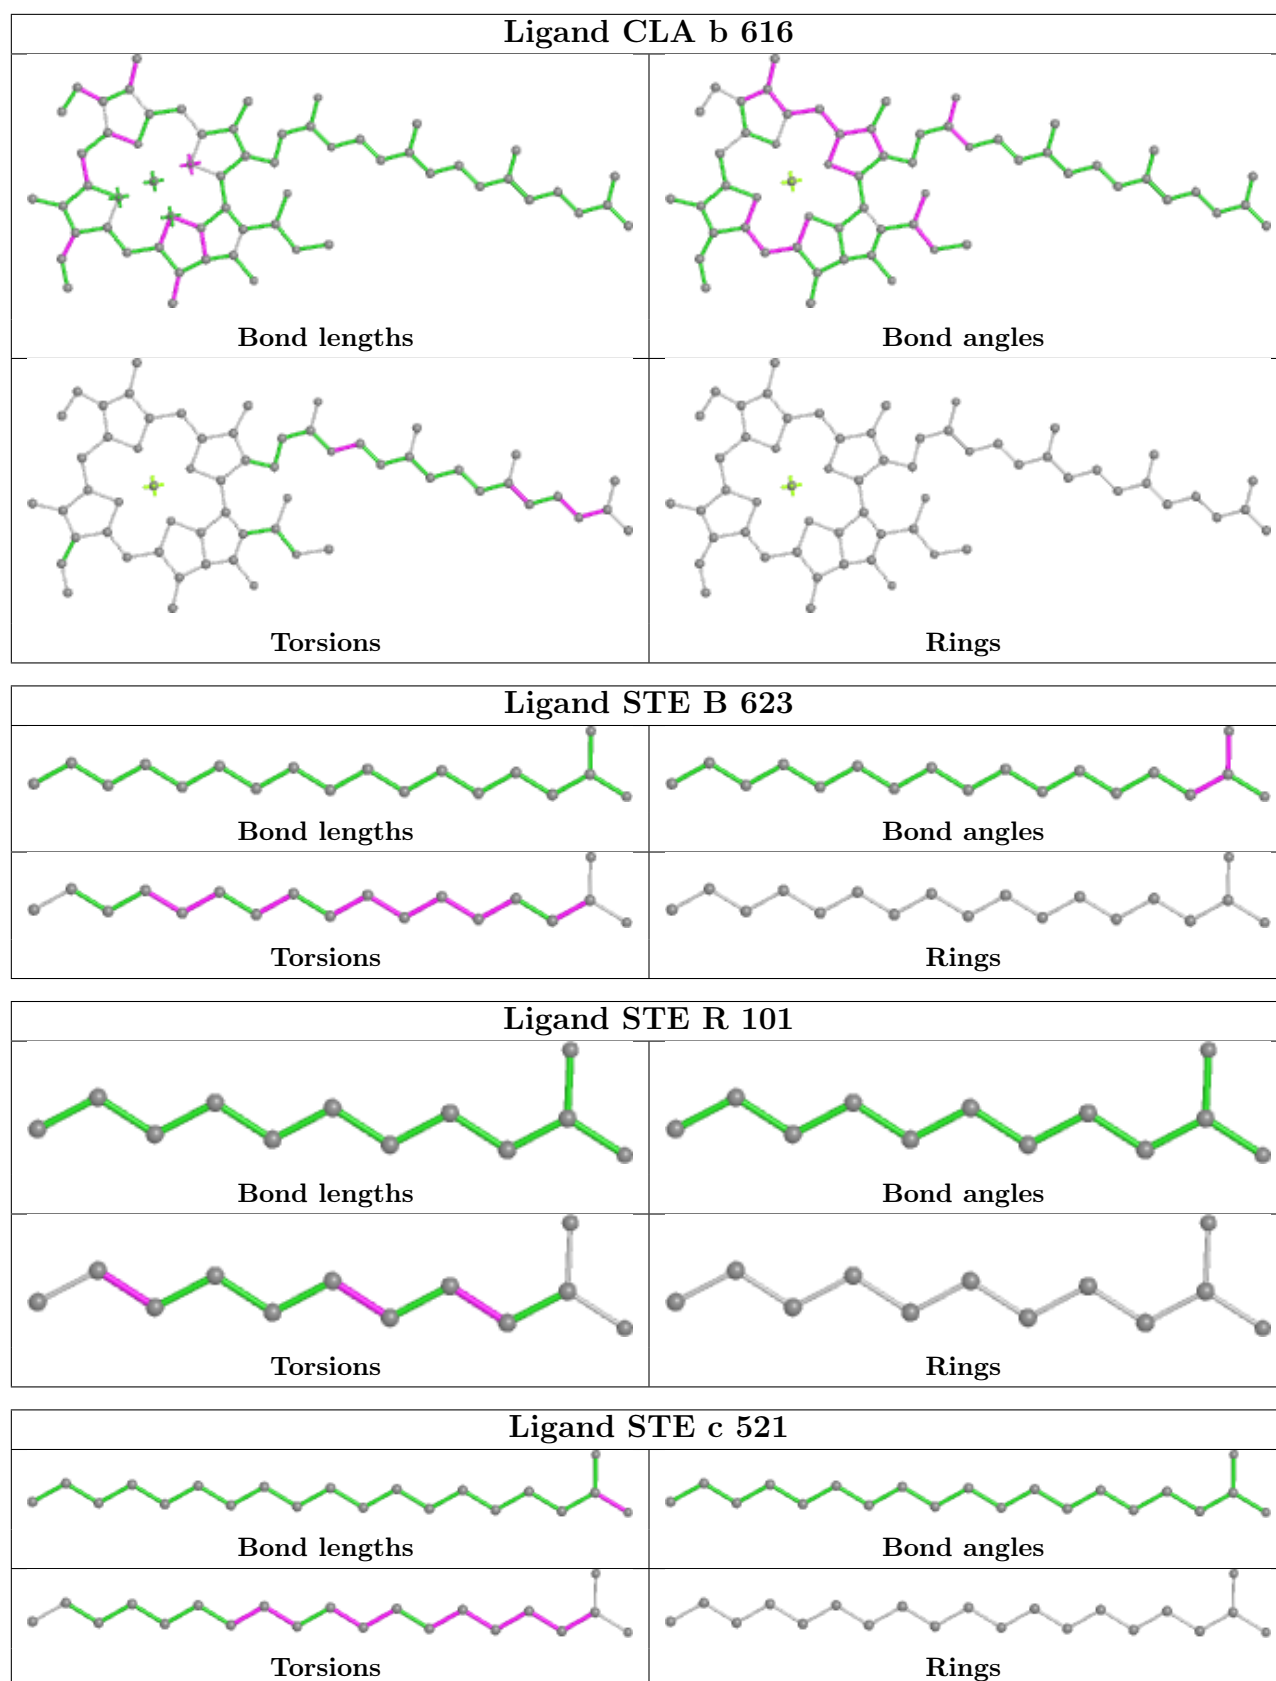 Ligand CLA b 616
Bond lengths
Bond angles
Torsions
Rings
Ligand STE B 623
Bond lengths
Bond angles
Torsions
Rings
Ligand STE R 101
Bond lengths
Bond angles
Torsions
Rings
Ligand STE c 521
Bond lengths
Bond angles
Torsions
Rings